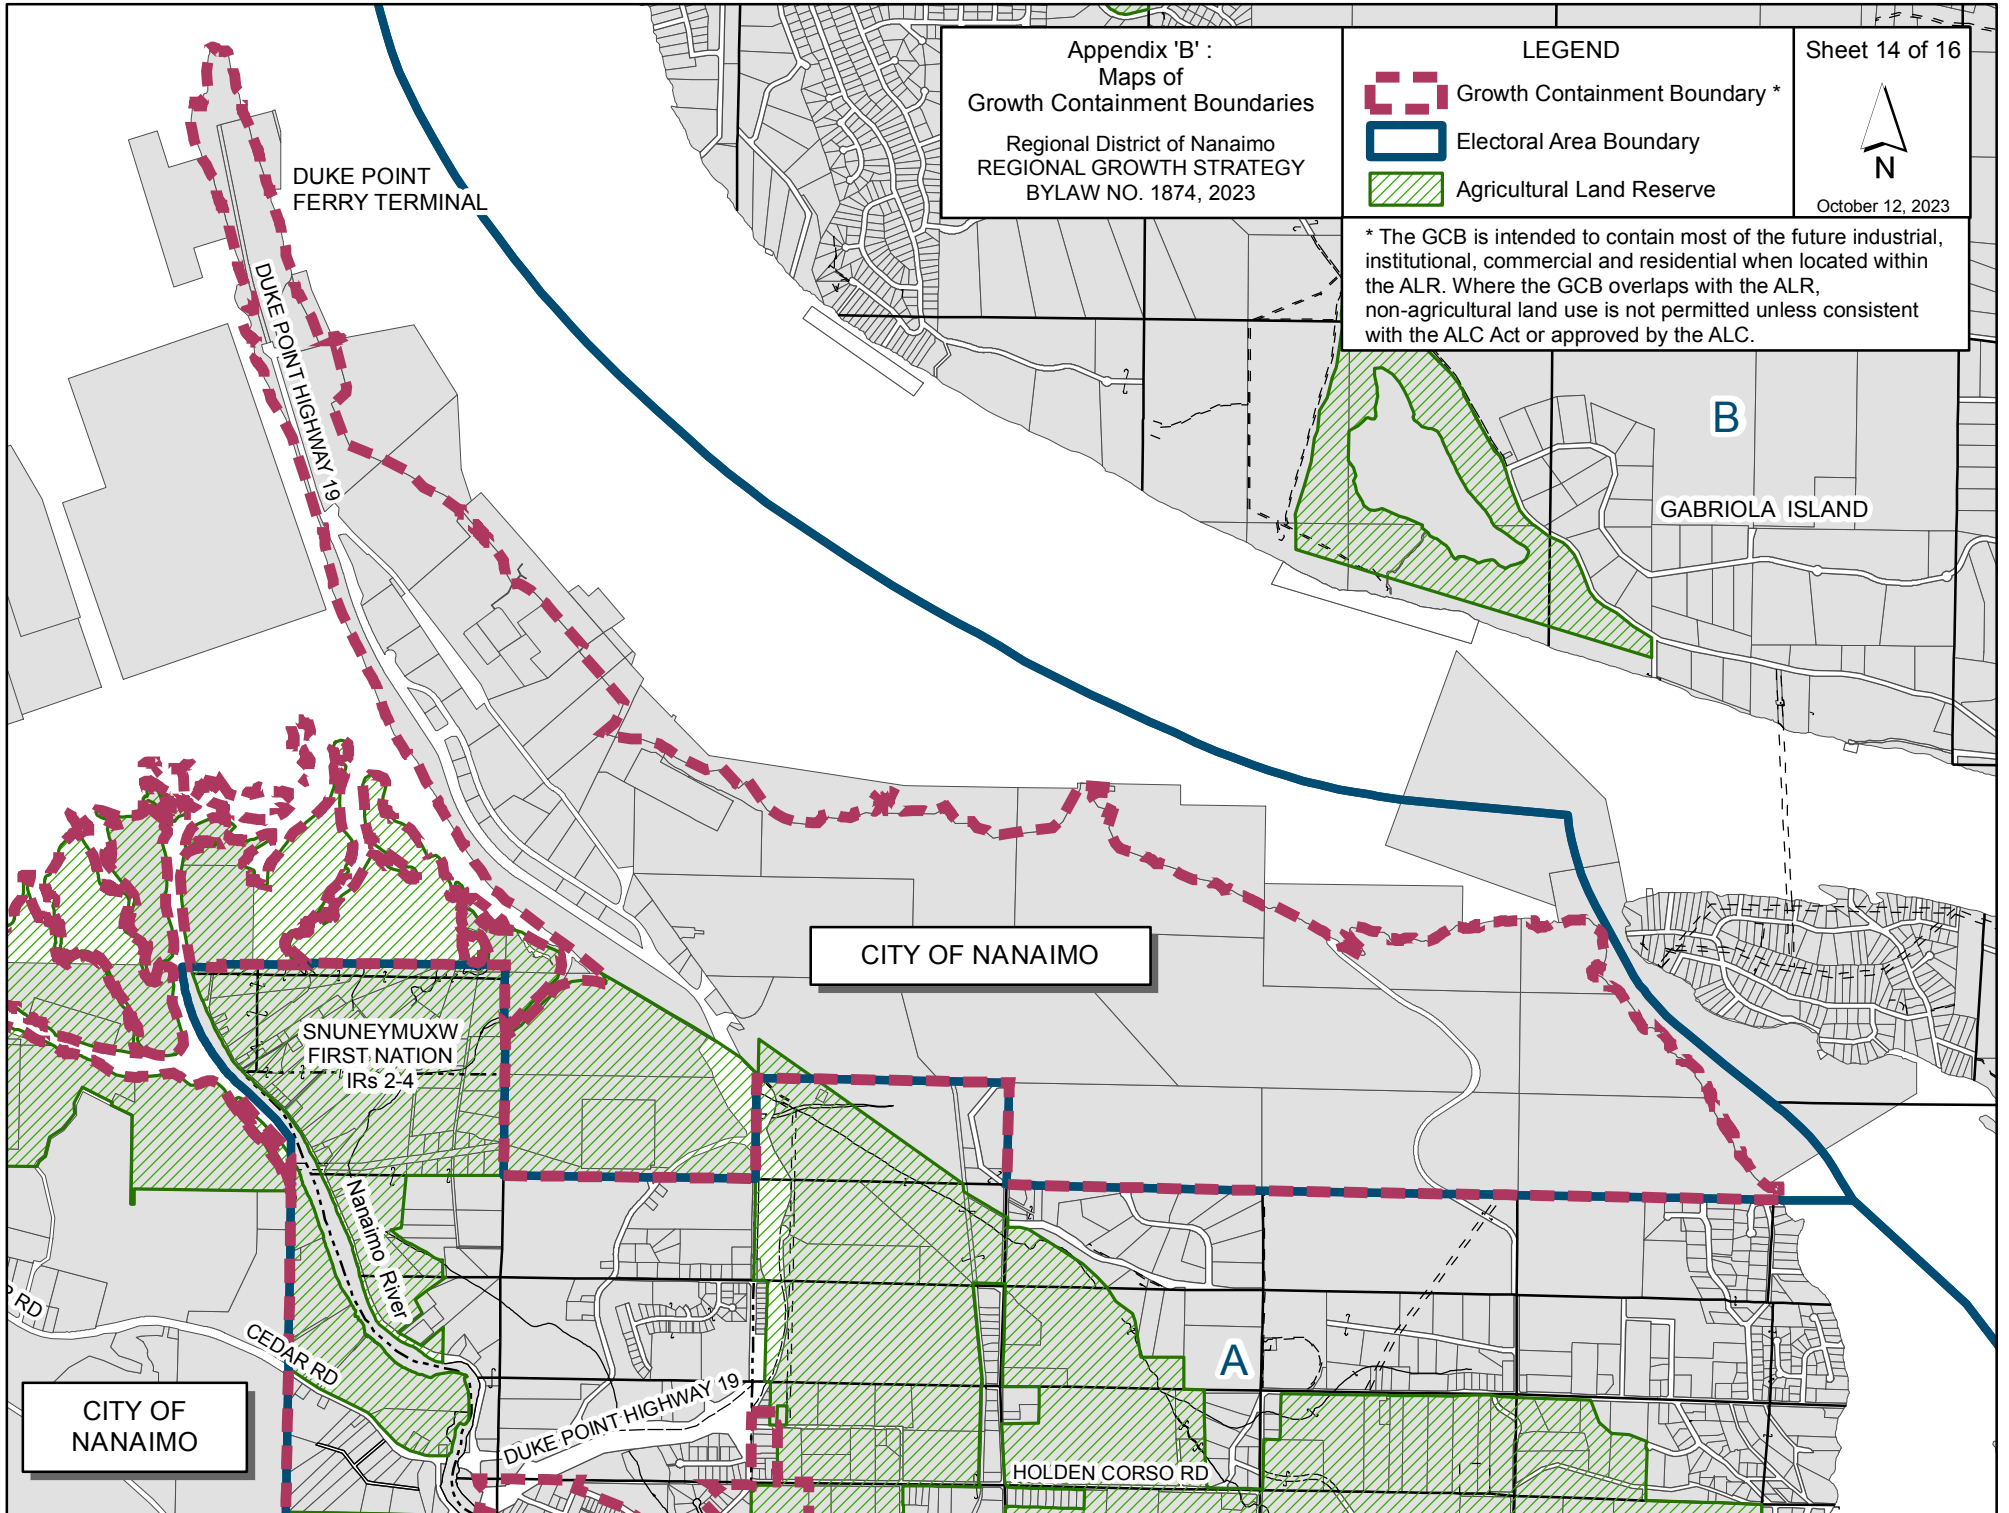 Appendix 'B' :
Maps of
Growth Containment Boundaries
Regional District of Nanaimo
REGIONAL GROWTH STRATEGY
BYLAW NO. 1874, 2023
LEGEND
Growth Containment Boundary *
Electoral Area Boundary
Agricultural Land Reserve
Sheet 14 of 16
N
October 12, 2023
* The GCB is intended to contain most of the future industrial,
institutional, commercial and residential when located within
the ALR. Where the GCB overlaps with the ALR,
non-agricultural land use is not permitted unless consistent
with the ALC Act or approved by the ALC.
DUKE POINT
FERRY TERMINAL
DUKE POINT HIGHWAY 19
B
GABRIOLA ISLAND
CITY OF NANAIMO
SNUNEYMUXW
FIRST NATION
IRs 2-4
Nanaimo River
RD
CEDAR RD
A
CITY OF
NANAIMO
DUKE POINT HIGHWAY 19
HOLDEN CORSO RD